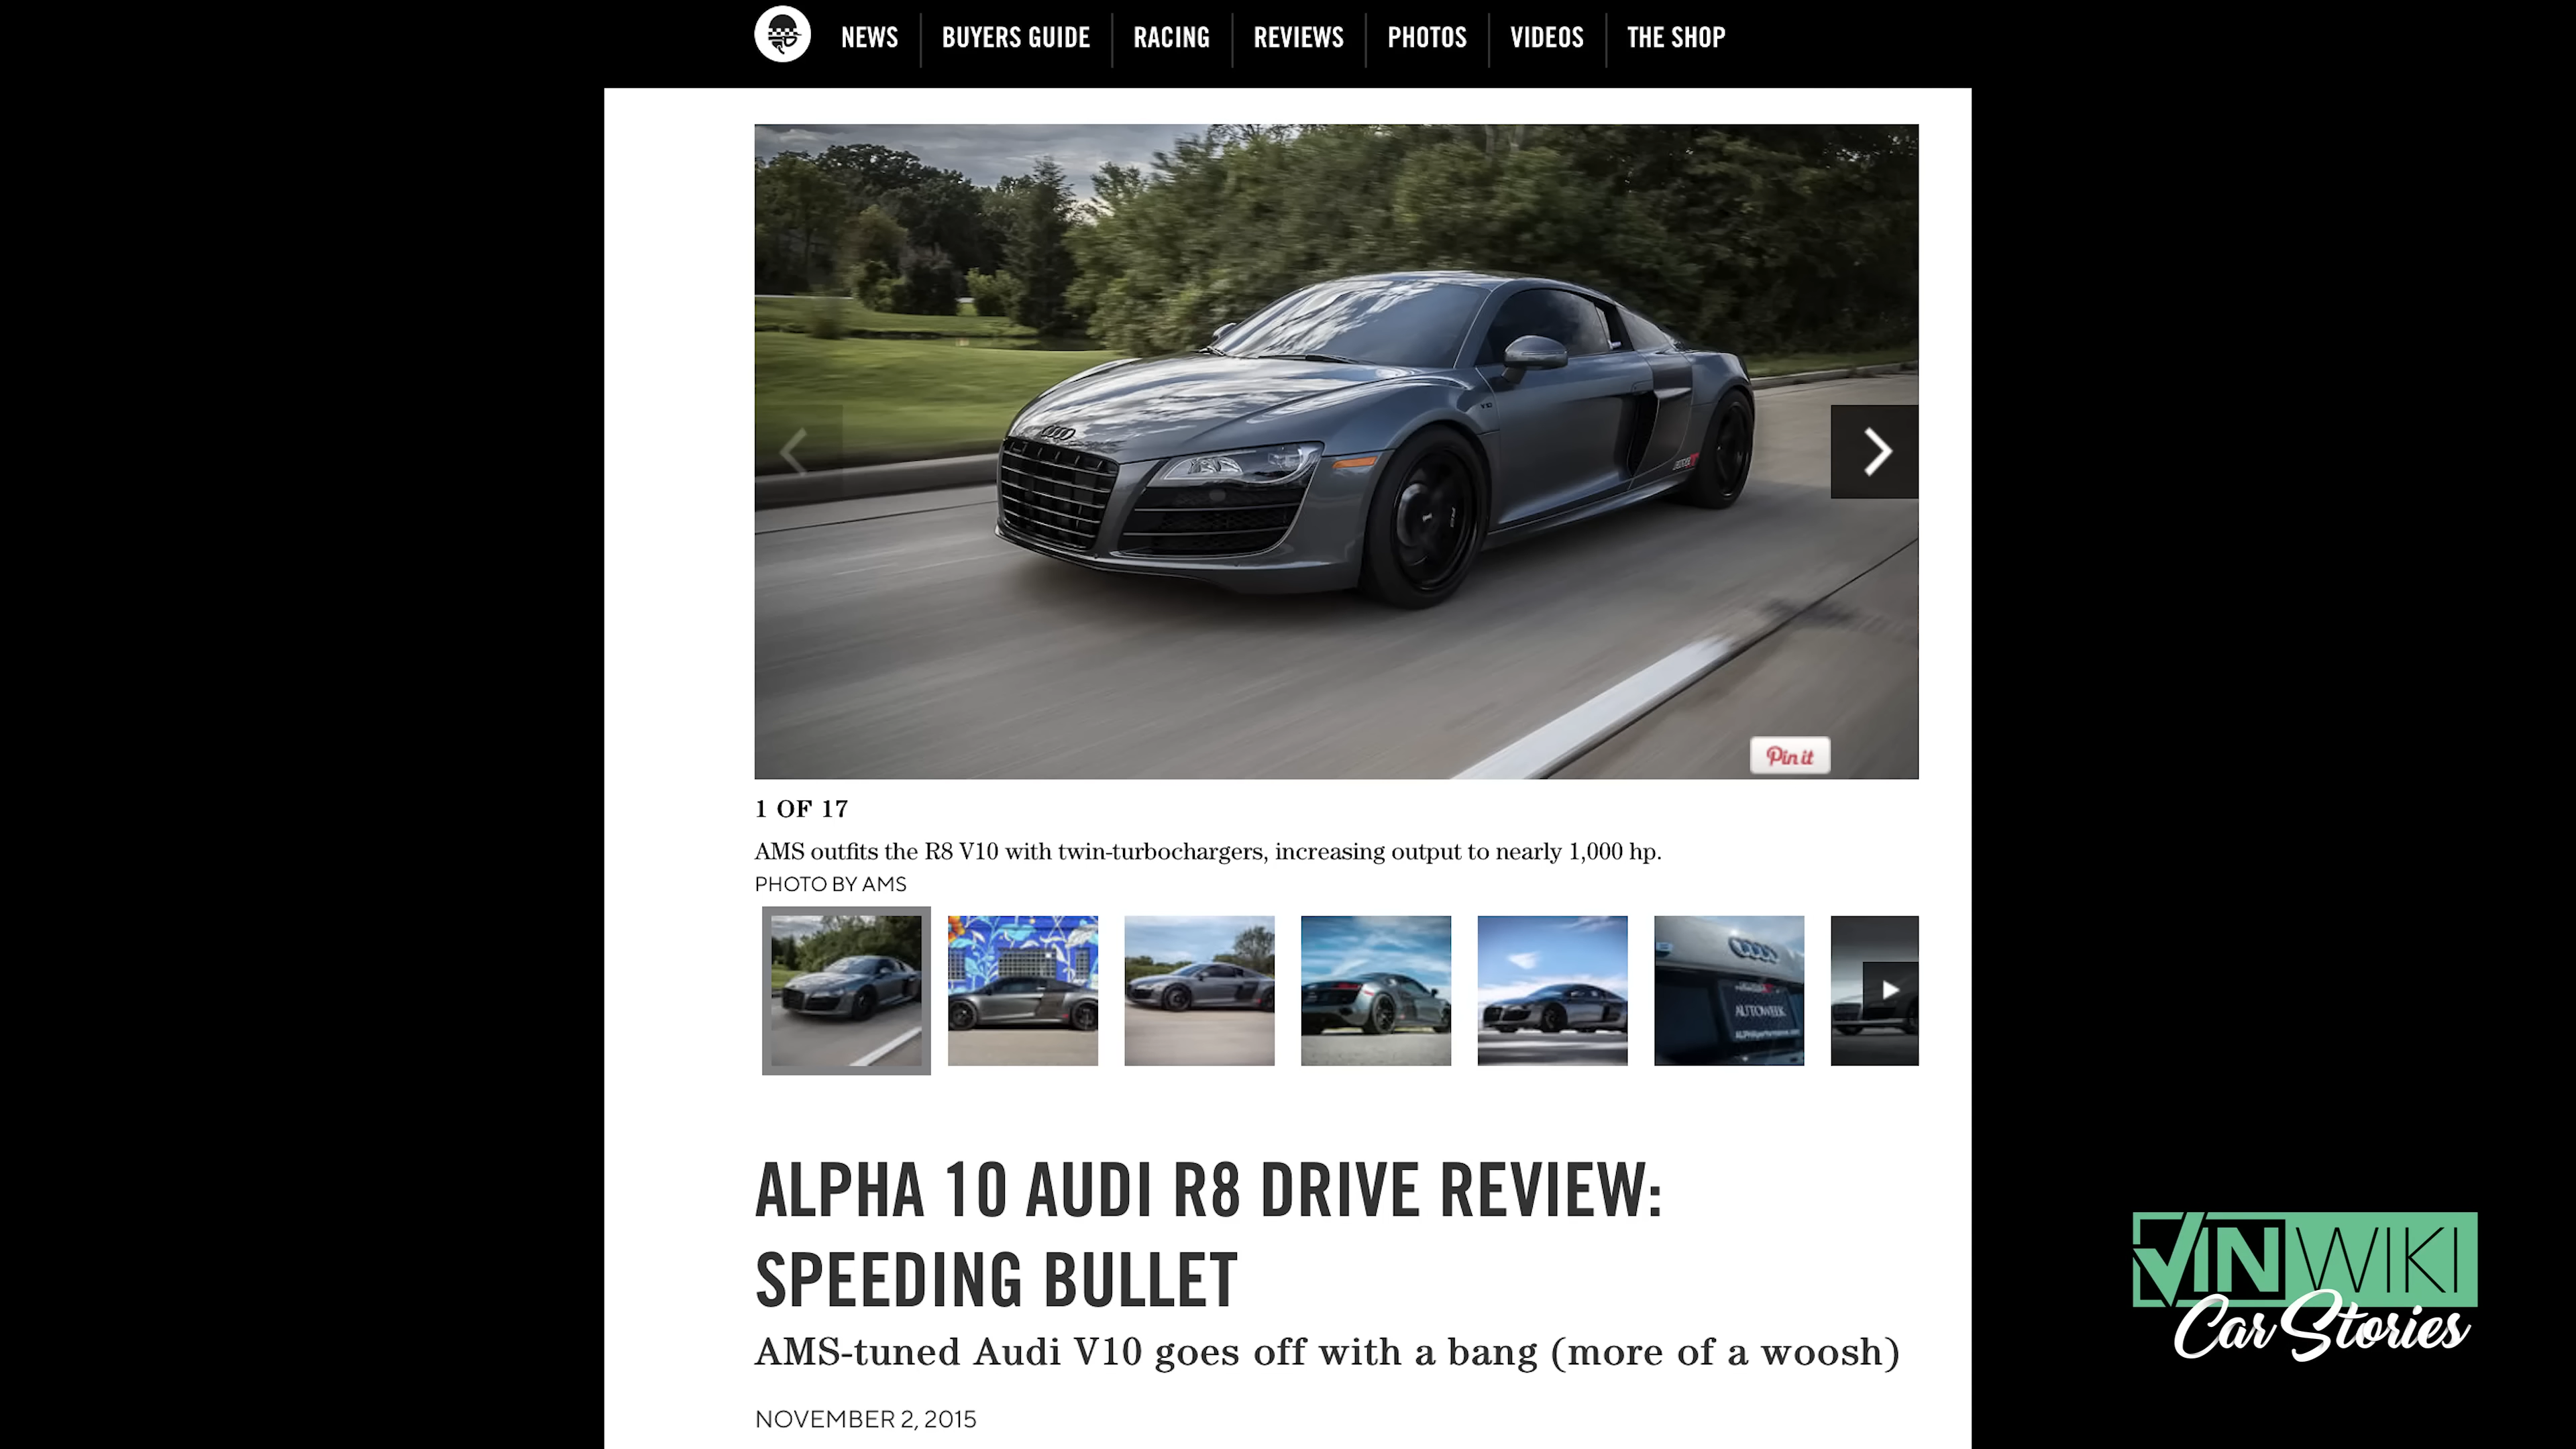 NEWS
BUYERS GUIDE
RACING
REVIEWS
PHOTOS
VIDEOS
THE SHOP
Pin it
1 OF 17
AMS outfits the R8 V10 with twin-turbochargers, increasing output to nearly 1,000 hp.
PHOTO BY AMS
AUTOWEEK
ALPHA 10 AUDI R8 DRIVE REVIEW:
SPEEDING BULLET
AMS-tuned Audi V10 goes off with a bang (more of a woosh)
NOVEMBER 2, 2015
VINWIKI
Car Stories